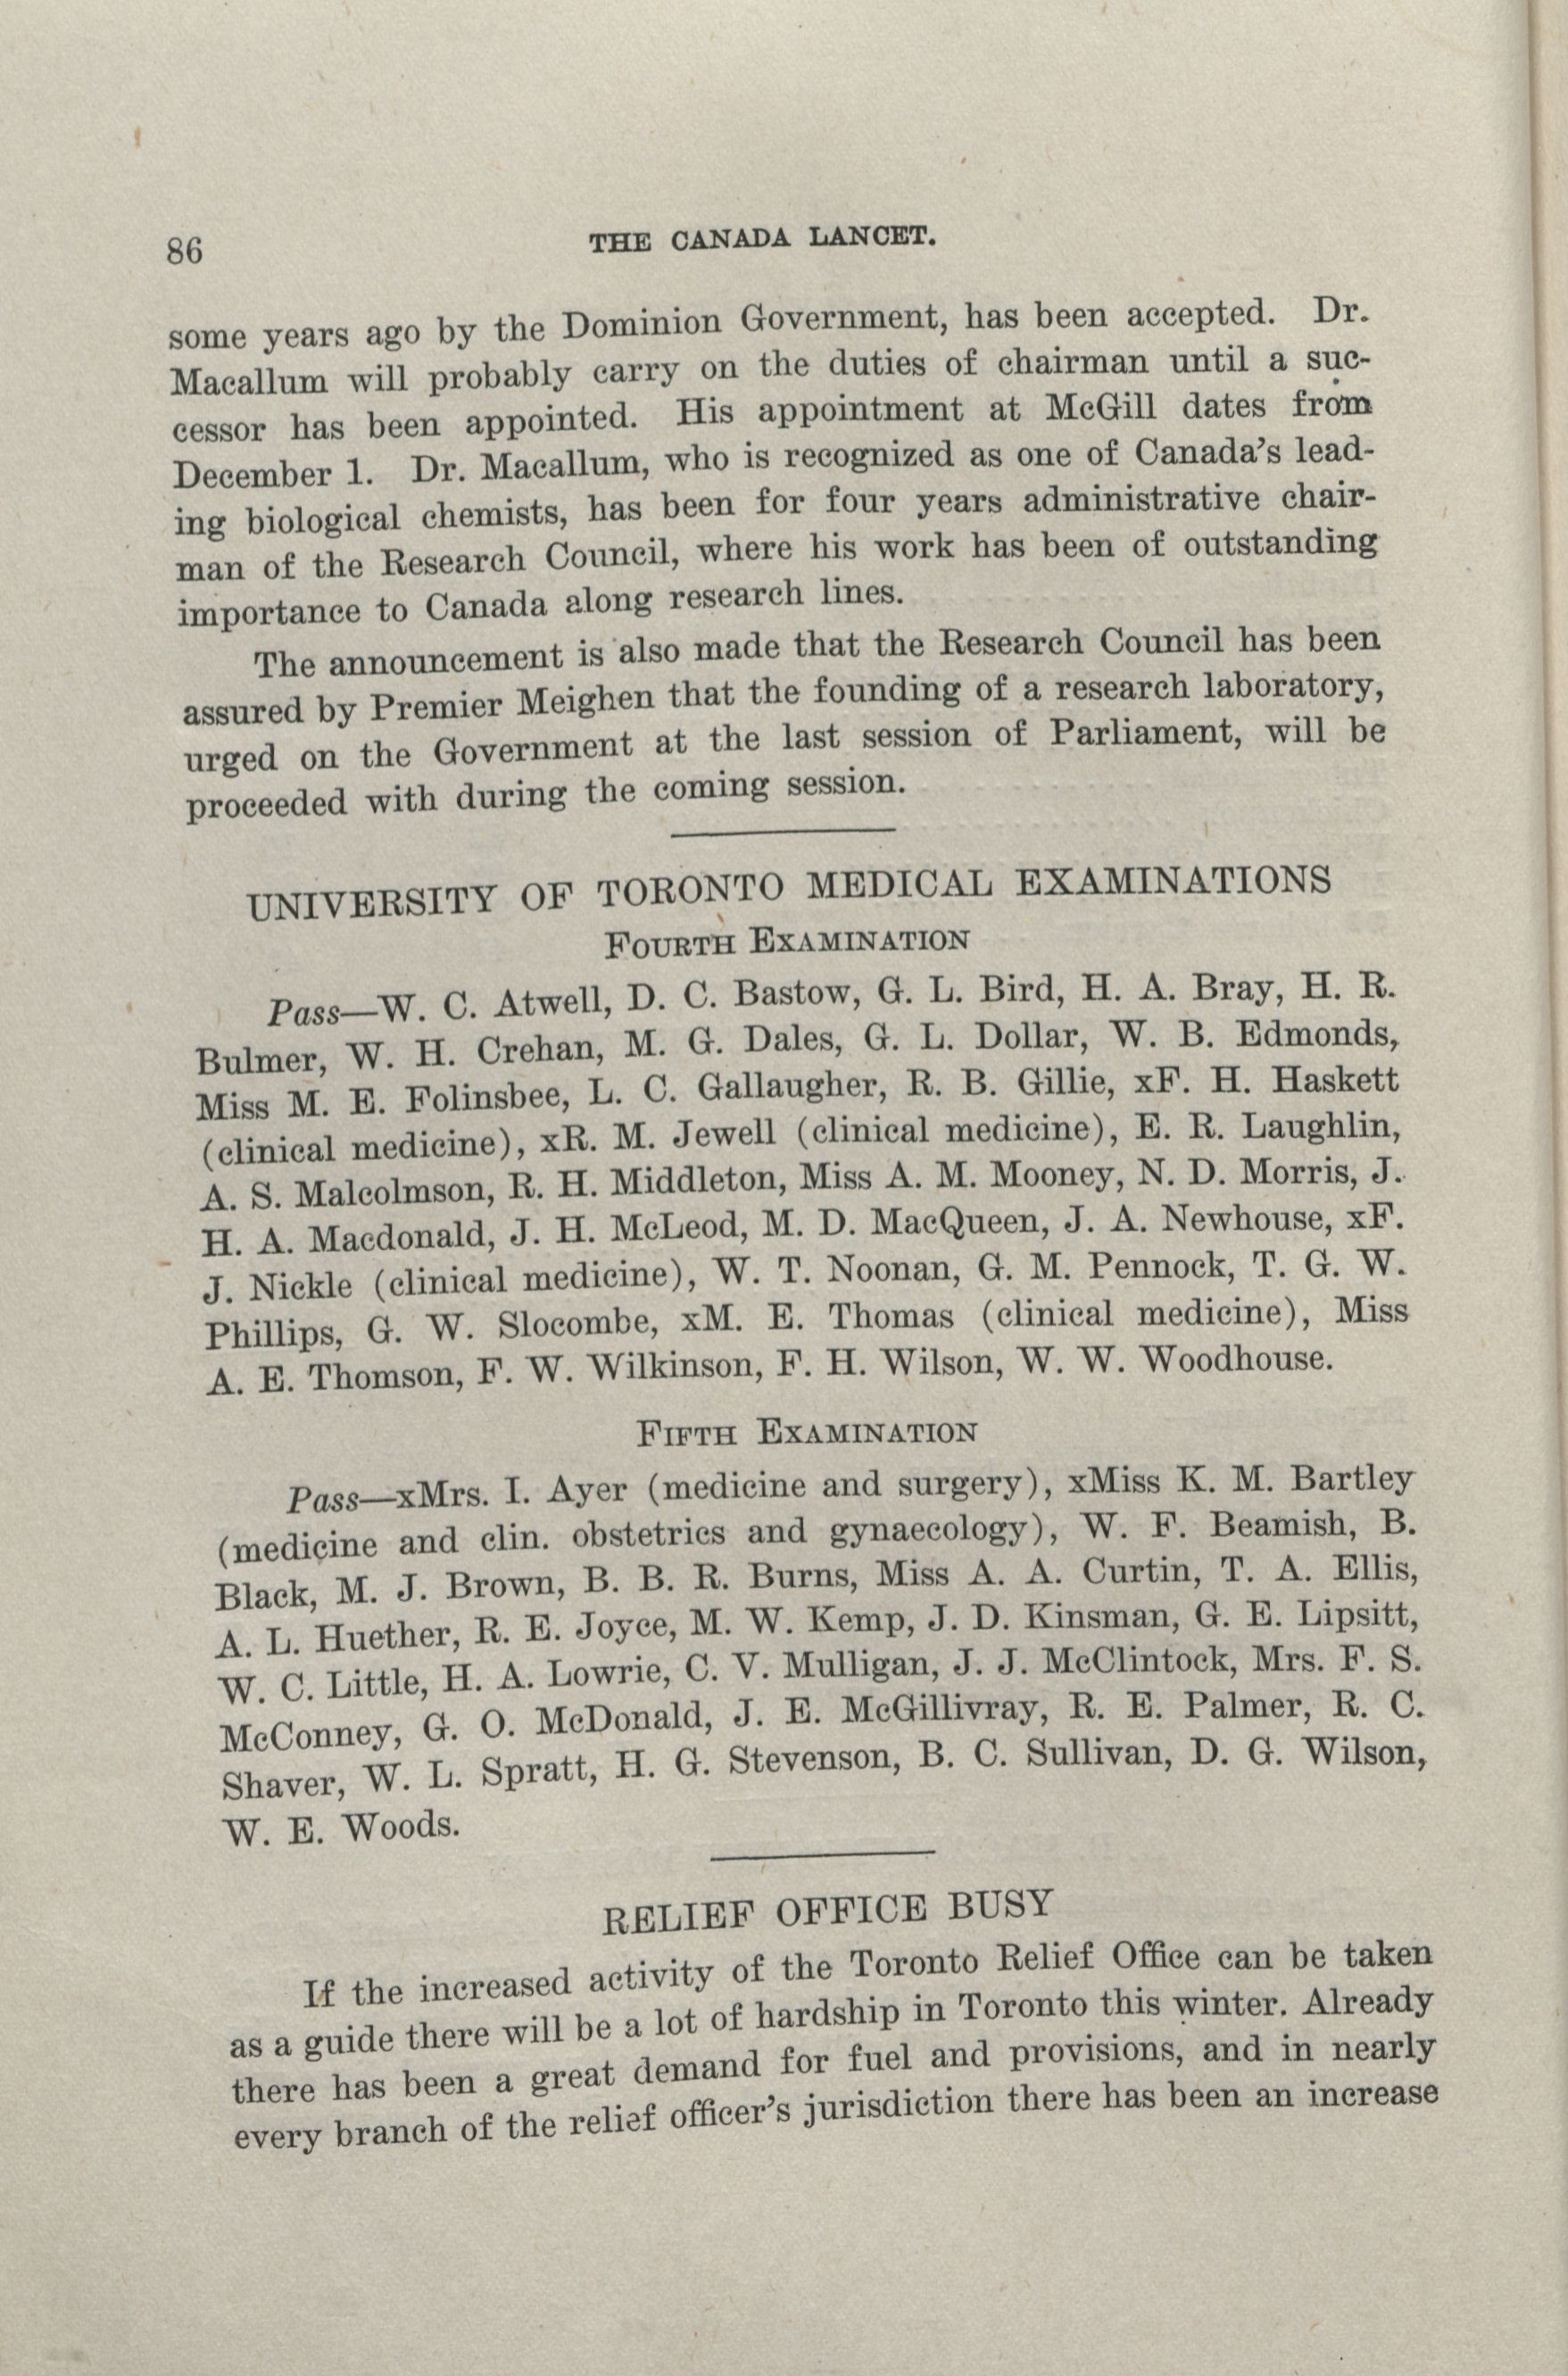 86
THE CANADA LANCET.
some years ago by the Dominion Government, has been accepted. Dr.
Macallum will probably carry on the duties of chairman until a suc-
cessor has been appointed. His appointment at McGill dates from
December 1. Dr. Macallum, who is recognized as one of Canada's lead-
ing biological chemists, has been for four years administrative chair-
man of the Research Council, where his work has been of outstanding
importance to Canada along research lines.
The announcement is also made that the Research Council has been
assured by Premier Meighen that the founding of a research laboratory,
urged on the Government at the last session of Parliament, will be
proceeded with during the coming session.
UNIVERSITY OF TORONTO MEDICAL EXAMINATIONS
FOURTH EXAMINATION
Pass—W. C. Atwell, D. C. Bastow, G. L. Bird, H. A. Bray, H. R.
Bulmer, W. H. Crehan, M. G. Dales, G. L. Dollar, W. B. Edmonds,
Miss M. E. Folinsbee, L. C. Gallaugher, R. B. Gillie, xF. H. Haskett
(clinical medicine), xR. M. Jewell (clinical medicine), E. R. Laughlin,
A. S. Malcolmson, R. H. Middleton, Miss A. M. Mooney, N. D. Morris, J.
H. A. Macdonald, J. H. McLeod, M. D. MacQueen, J. A. Newhouse, xF.
J. Nickle (clinical medicine), W. T. Noonan, G. M. Pennock, T. G. W.
Phillips, G. W. Slocombe, xM. E. Thomas (clinical medicine), Miss
A. E. Thomson, F. W. Wilkinson, F. H. Wilson, W. W. Woodhouse.
FIFTH EXAMINATION
Pass—xMrs. I. Ayer (medicine and surgery), xMiss K. M. Bartley
(medicine and clin. obstetrics and gynaecology), W. F. Beamish, B.
Black, M. J. Brown, B. B. R. Burns, Miss A. A. Curtin, T. A. Ellis,
A. L. Huether, R. E. Joyce, M. W. Kemp, J. D. Kinsman, G. E. Lipsitt,
W. C. Little, H. A. Lowrie, C. V. Mulligan, J. J. McClintock, Mrs. F. S.
McConney, G. O. McDonald, J. E. McGillivray, R. E. Palmer, R. C.
Shaver, W. L. Spratt, H. G. Stevenson, B. C. Sullivan, D. G. Wilson,
W. E. Woods.
RELIEF OFFICE BUSY
If the increased activity of the Toronto Relief Office can be taken
as a guide there will be a lot of hardship in Toronto this winter. Already
there has been a great demand for fuel and provisions, and in nearly
every branch of the relief officer's jurisdiction there has been an increase